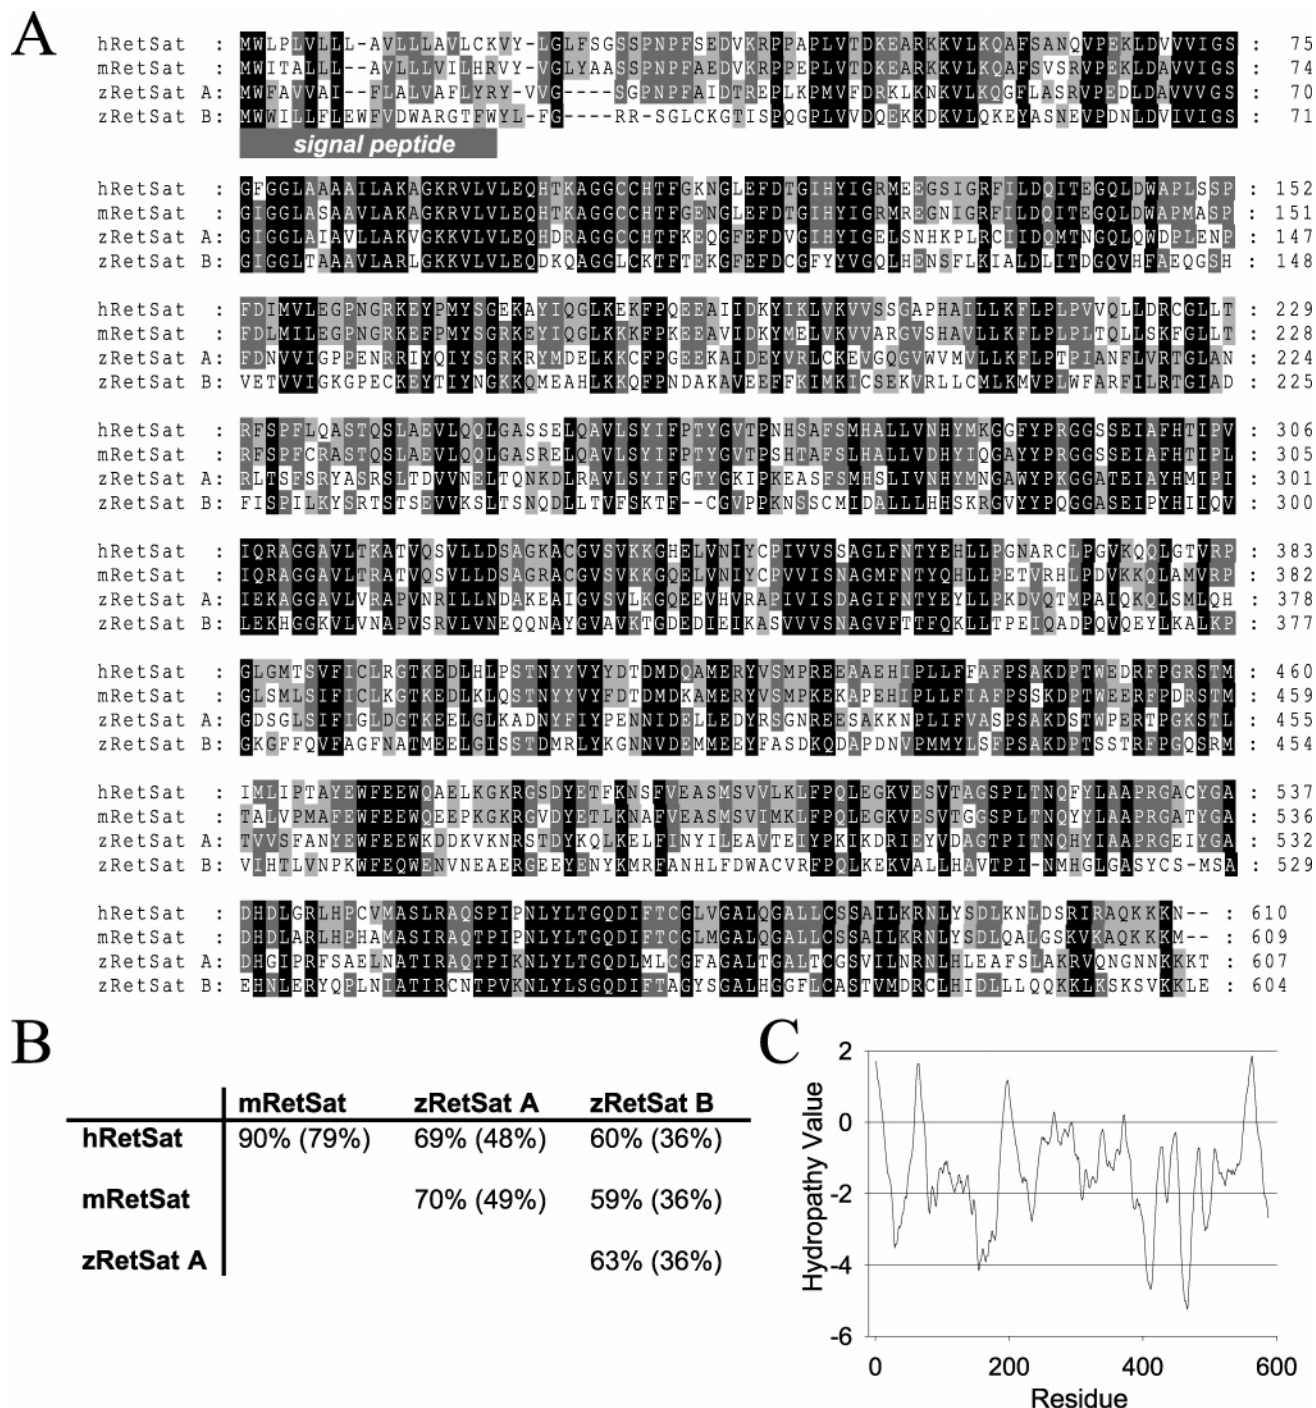 A
hRetSat : MWLPLVLLL-AVLLLAVLCKVY-LGLFSGSSPNPFSEDVKRPPAPLVTDKEARKKVLKQAFSANQVPEKLDVVVIGS : 75
mRetSat : MWITALLL--AVLLLVILHRVY-VGLYAASSPNPFAEDVKRPPEPLVTDKEARKKVLKQAFSVSRVPEKLDAVVIGS : 74
zRetSat A: MWFAVVAI--FLALVAFLYRY-VVG----SGPNPFAIDTREPLKPMVFDRKLKNKVLKQGFLASRVPEDLDAVVVGS : 70
zRetSat B: MWWILLFLEWFVDWARGTFWYL-FG----RR-SGLCKGTISPQGPLVVDQEKKDKVLQKEYASNEVPDNLDVIVIGS : 71
signal peptide
hRetSat : GFGGLAAAAILAKAGKRVLVLEQHTKAGGCCHTFGKNGLEFDTGIHYIGRMEEGSIGRFILDQITEGQLDWAPLSSP : 152
mRetSat : GIGGLASAAVLAKAGKRVLVLEQHTKAGGCCHTFGENGLEFDTGIHYIGRMREGNIGRFILDQITEGQLDWAPMASP : 151
zRetSat A: GIGGLAIAVLLAKVGKKVLVLEQHDRAGGCCHTFKEQGFEFDVGIHYIGELSNHKPLRCIIDQMTNGQLQWDPLENP : 147
zRetSat B: GIGGLTAAAVLARLGKKVLVLEQDKQAGGLCKTFTEKGFEFDCGFYYVGQLHENSFLKIALDLITDGQVHFAEQGSH : 148
hRetSat : FDIMVLEGPNGRKEYPMYSGEKAYIQGLKEKFPQEEAIIDKYIKLVKVVSSGAPHAILLKFLPLPVVQLLDRCGLLT : 229
mRetSat : FDLMILEGPNGRKEFPMYSGRKEYIQGLKKKFPKEEAVIDKYMELVKVVARGVSHAVLLKFLPLPLTQLLSKFGLLT : 228
zRetSat A: FDNVVIGPPENRRIYQIYSGRKRYMDELKKCFPGEEKAIDEYVRLCKEVGQGVWVMVLLKFLPTPIANFLVRTGLAN : 224
zRetSat B: VETVVIGKGPECKEYTIYNGKKQMEAHLKKQFPNDAKAVEEFFKIMKICSEKVRLLCMLKMVPLWFARFILRTGIAD : 225
hRetSat : RFSPFLQASTQSLAEVLQQLGASSELQAVLSYIFPTYGVTPNHSAFSMHALLVNHYMKGGFYPRGGSSEIAFHTIPV : 306
mRetSat : RFSPFCRASTQSLAEVLQQLGASRELQAVLSYIFPTYGVTPSHTAFSLHALLVDHYIQGAYYPRGGSSEIAFHTIPL : 305
zRetSat A: RLTSFSRYASRSLTDVVNELTQNKDLRAVLSYIFGTYGKIPKEASFSMHSLIVNHYMNGAWYPKGGATEIAYHMIPI : 301
zRetSat B: FISPILKYSRTSTSEVVKSLTSNQDLLTVFSKTF--CGVPPKNSSCMIDALLLHHSKRGVYYPQGGASEIPYHIIQV : 300
hRetSat : IQRAGGAVLTKATVQSVLLDSAGKACGVSVKKGHELVNIYCPIVVSSAGLFNTYEHLLPGNARCLPGVKQQLGTVRP : 383
mRetSat : IQRAGGAVLTRATVQSVLLDSAGRACGVSVKKGQELVNIYCPVVISNAGMFNTYQHLLPETVRHLPDVKKQLAMVRP : 382
zRetSat A: IEKAGGAVLVRAPVNRILLNDAKEAIGVSVLKGQEEVHVRAPIVISDAGIFNTYEYLLPKDVQTMPAIQKQLSMLQH : 378
zRetSat B: LEKHGGKVLVNAPVSRVLVNEQQNAYGVAVKTGDEDIEIKASVVVSNAGVFTTFQKLLTPEIQADPQVQEYLKALKP : 377
hRetSat : GLGMTSVFICLRGTKEDLHLPSTNYYVYYDTDMDQAMERYVSMPREEAAEHIPLLFFAFPSAKDPTWEDRFPGRSTM : 460
mRetSat : GLSMLSIFICLKGTKEDLKLQSTNYYVYFDTDMDKAMERYVSMPKEKAPEHIPLLFIAFPSSKDPTWEERFPDRSTM : 459
zRetSat A: GDSGLSIFIGLDGTKEELGLKADNYFIYPENNIDELLEDYRSGNREESAKKNPLIFVASPSAKDSTWPERTPGKSTL : 455
zRetSat B: GKGFFQVFAGFNATMEELGISSTDMRLYKGNNVDEMMEEYFASDKQDAPDNVPMMYLSFPSAKDPTSSTRFPGQSRM : 454
hRetSat : IMLIPTAYEWFEEWQAELKGKRGSDYETFKNSFVEASMSVVLKLFPQLEGKVESVTAGSPLTNQFYLAAPRGACYGA : 537
mRetSat : TALVPMAFEWFEEWQEEPKGKRGVDYETLKNAFVEASMSVIMKLFPQLEGKVESVTGGSPLTNQYYLAAPRGATYGA : 536
zRetSat A: TVVSFANYEWFEEWKDDKVKNRSTDYKQLKELFINYILEAVTEIYPKIKDRIEYVDAGTPITNQHYIAAPRGEIYGA : 532
zRetSat B: VIHTLVNPKWFEQWENVNEAERGEEYENYKMRFANHLFDWACVRFPQLKEKVALLHAVTPI-NMHGLGASYCS-MSA : 529
hRetSat : DHDLGRLHPCVMASLRAQSPIPNLYLTGQDIFTCGLVGALQGALLCSSAILKRNLYSDLKNLDSRIRAQKKKN-- : 610
mRetSat : DHDLARLHPHAMASIRAQTPIPNLYLTGQDIFTCGLMGALQGALLCSSAILKRNLYSDLQALGSKVKAQKKKM-- : 609
zRetSat A: DHGIPRFSAELNATIRAQTPIKNLYLTGQDLMLCGFAGALTGALTCGSVILNRNLHLEAFSLAKRVQNGNNKKKT : 607
zRetSat B: EHNLERYQPLNIATIRCNTPVKNLYLSGQDIFTAGYSGALHGGFLCASTVMDRCLHIDLLLQQKKLKSKSVKKLE : 604
B
mRetSat zRetSat A zRetSat B
hRetSat 90% (79%) 69% (48%) 60% (36%)
mRetSat 70% (49%) 59% (36%)
zRetSat A 63% (36%)
C
Hydropathy Value
2
0
-2
-4
-6
0 200 400 600
Residue